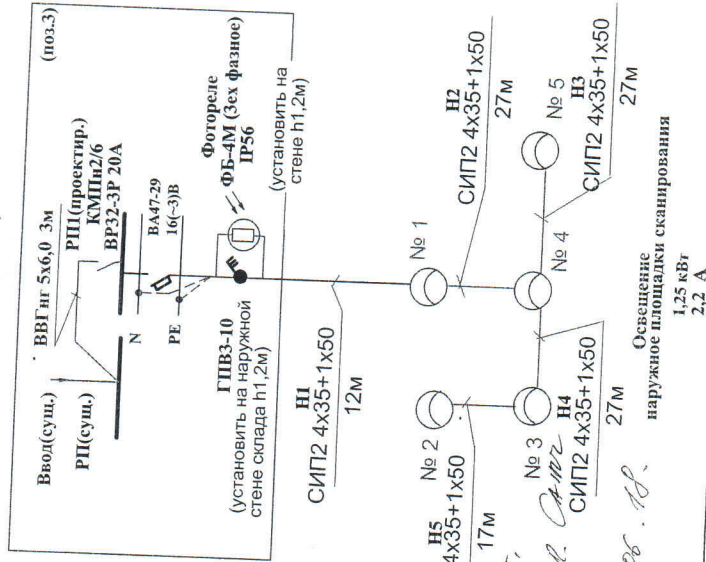 (поз.3)
Ввод(сущ.)
ВВГнг 5х6,0 3м
РП(сущ.)
РП1(проектир.)
КМПн2/6
ВР32-3Р 20А
N
ВА47-29
16(~3)В
PE
Фотореле
ФБ-4М (3ех фазное)
IP56
(установить на
стене h1,2м)
ГПВ3-10
(установить на наружной
стене склада h1,2м)
Н1
СИП2 4х35+1х50
12м
№ 1
Н2
СИП2 4х35+1х50
27м
№ 2
Н5
4х35+1х50
17м
№ 3
№ 4
№ 5
Н3
СИП2 4х35+1х50
27м
Н4
СИП2 4х35+1х50
27м
Освещение
наружное площадки сканирования
1,25 кВт
2,2 А